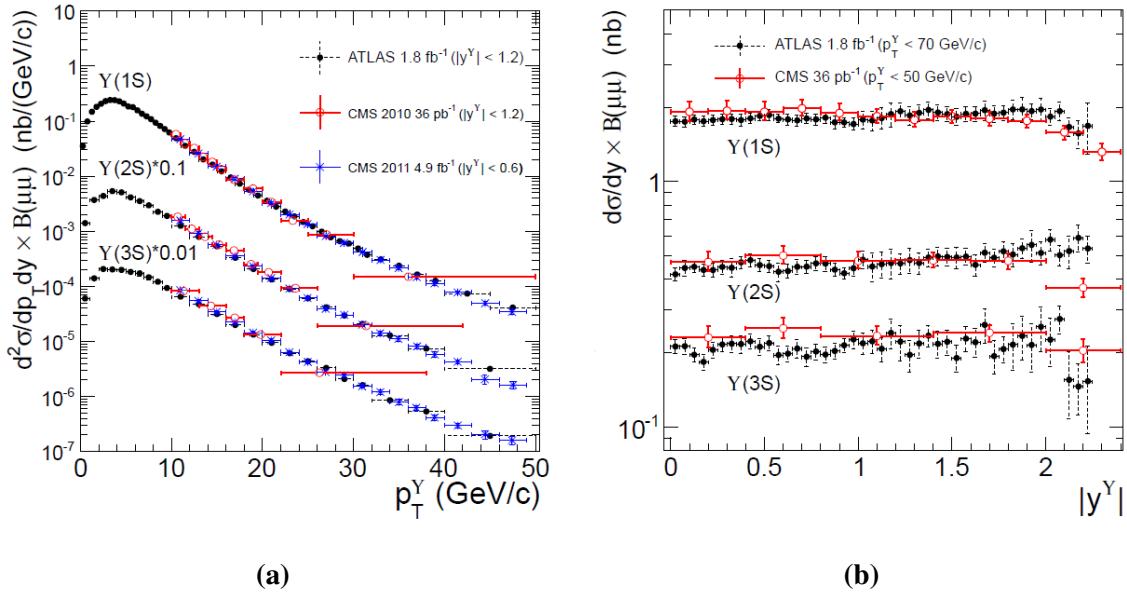 d²σ/dp_T dy × B(μμ) (nb/(GeV/c))
10
1
10⁻¹
10⁻²
10⁻³
10⁻⁴
10⁻⁵
10⁻⁶
10⁻⁷
ATLAS 1.8 fb⁻¹ (|y^Υ| < 1.2)
CMS 2010 36 pb⁻¹ (|y^Υ| < 1.2)
CMS 2011 4.9 fb⁻¹ (|y^Υ| < 0.6)
Υ(1S)
Υ(2S)*0.1
Υ(3S)*0.01
0 10 20 30 40 50
p_T^Υ (GeV/c)
(a)
dσ/dy × B(μμ) (nb)
1
10⁻¹
ATLAS 1.8 fb⁻¹ (p_T^Υ < 70 GeV/c)
CMS 36 pb⁻¹ (p_T^Υ < 50 GeV/c)
Υ(1S)
Υ(2S)
Υ(3S)
0 0.5 1 1.5 2
|y^Υ|
(b)